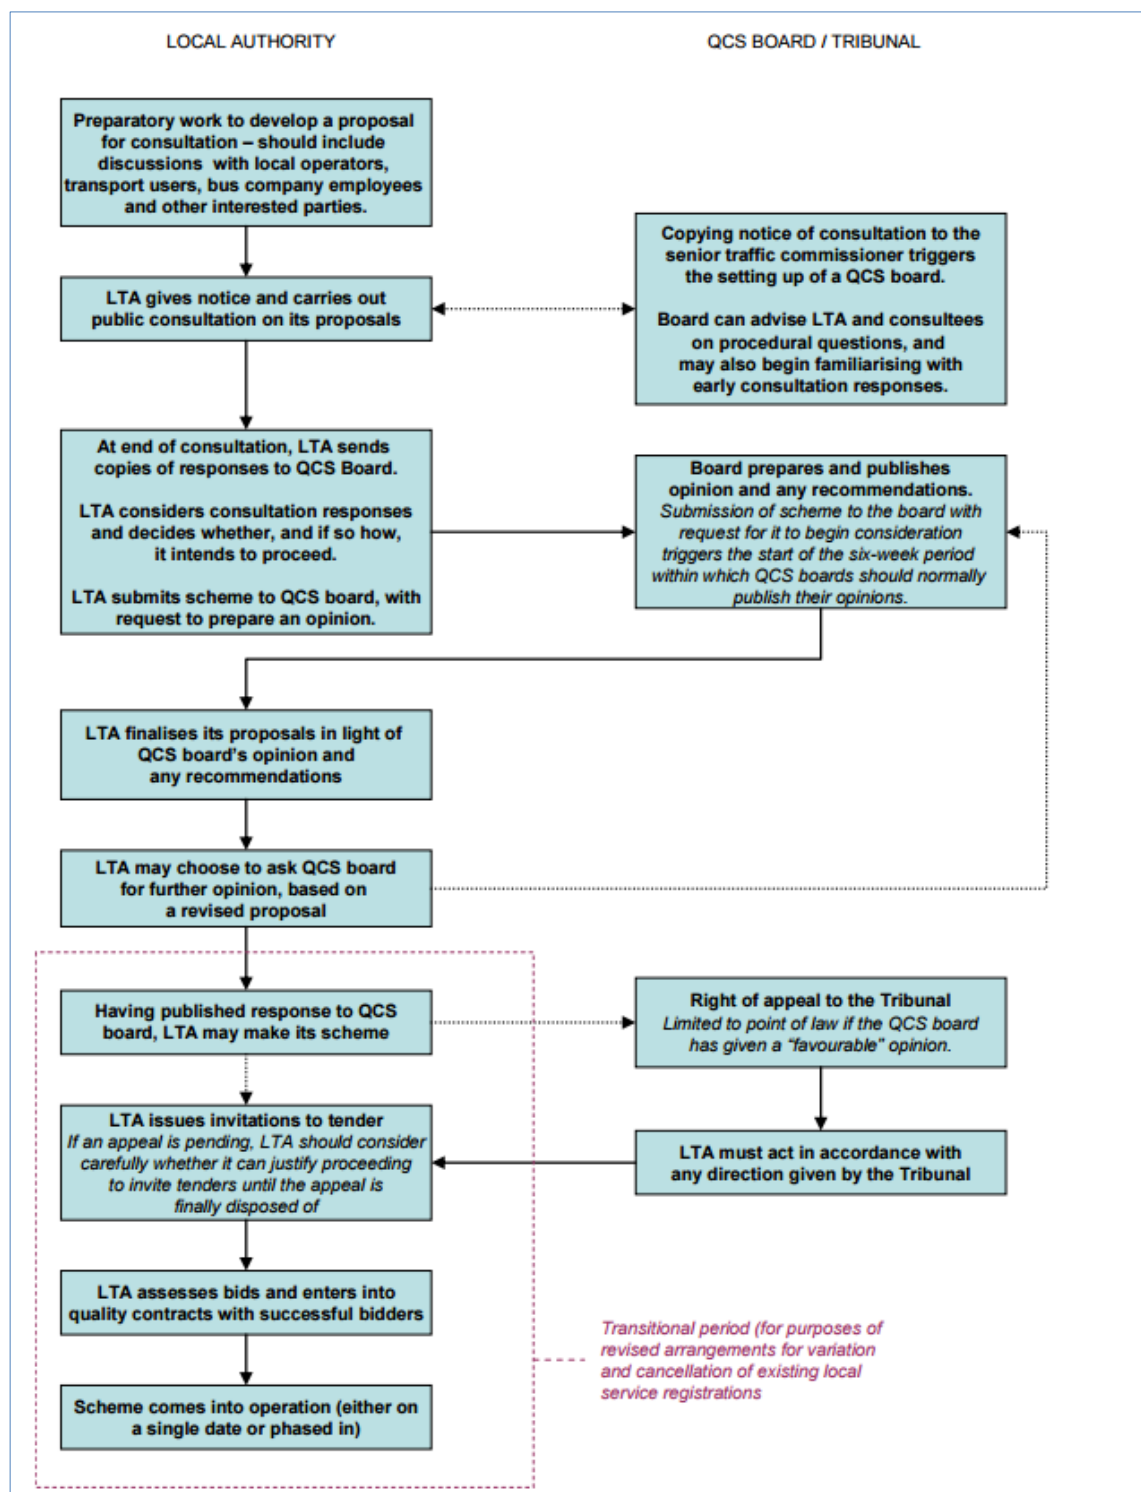 LOCAL AUTHORITY
QCS BOARD / TRIBUNAL
Preparatory work to develop a proposal
for consultation – should include
discussions with local operators,
transport users, bus company employees
and other interested parties.
Copying notice of consultation to the
senior traffic commissioner triggers
the setting up of a QCS board.
Board can advise LTA and consultees
on procedural questions, and
may also begin familiarising with
early consultation responses.
LTA gives notice and carries out
public consultation on its proposals
At end of consultation, LTA sends
copies of responses to QCS Board.
LTA considers consultation responses
and decides whether, and if so how,
it intends to proceed.
LTA submits scheme to QCS board, with
request to prepare an opinion.
Board prepares and publishes
opinion and any recommendations.
Submission of scheme to the board with
request for it to begin consideration
triggers the start of the six-week period
within which QCS boards should normally
publish their opinions.
LTA finalises its proposals in light of
QCS board's opinion and
any recommendations
LTA may choose to ask QCS board
for further opinion, based on
a revised proposal
Having published response to QCS
board, LTA may make its scheme
Right of appeal to the Tribunal
Limited to point of law if the QCS board
has given a "favourable" opinion.
LTA issues invitations to tender
If an appeal is pending, LTA should consider
carefully whether it can justify proceeding
to invite tenders until the appeal is
finally disposed of
LTA must act in accordance with
any direction given by the Tribunal
LTA assesses bids and enters into
quality contracts with successful bidders
Transitional period (for purposes of
revised arrangements for variation
and cancellation of existing local
service registrations
Scheme comes into operation (either on
a single date or phased in)